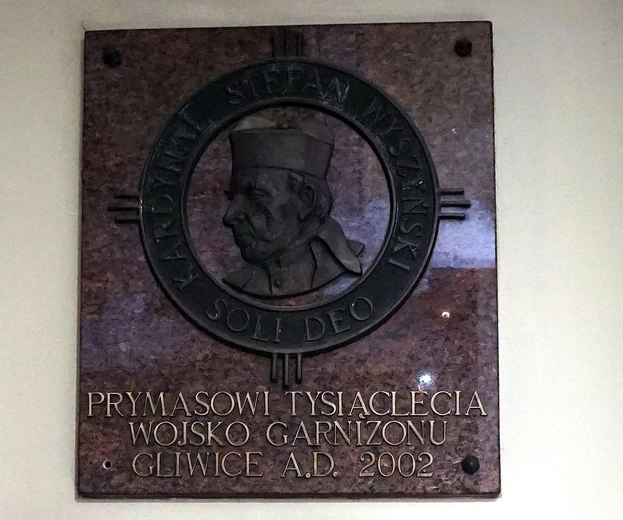 KARDYNAŁ STEFAN WYSZYŃSKI
SOLI DEO
PRYMASOWI TYSIĄCLECIA
WOJSKO GARNIZONU
GLIWICE A.D. 2002